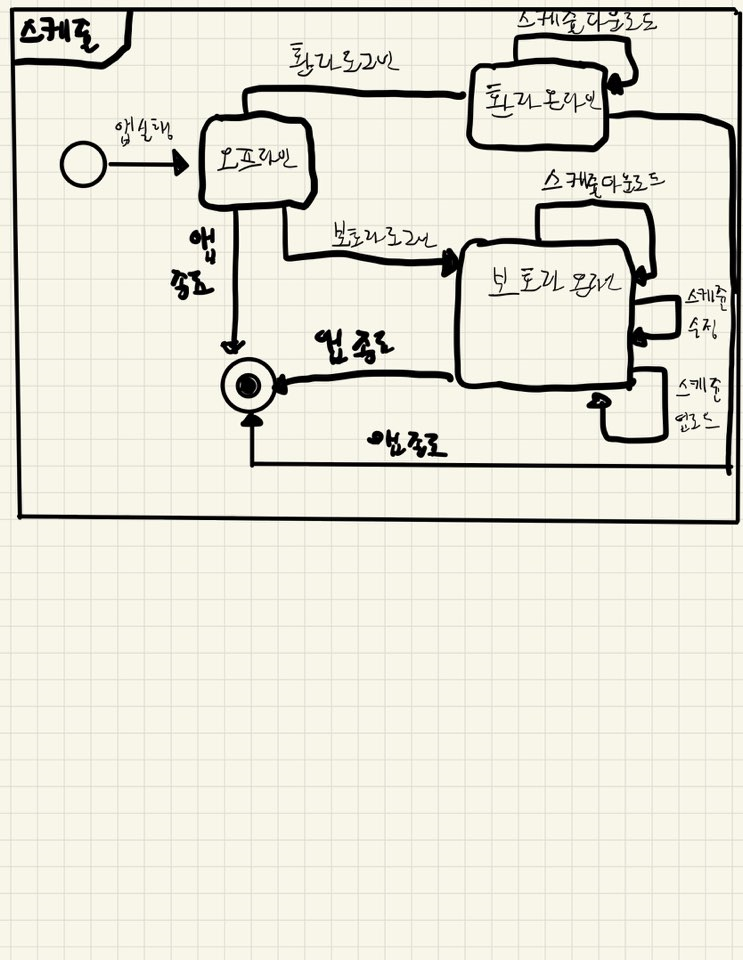 스케줄
스케줄다운로드
환자로그인
환자온라인
앱실행
오프라인
스케줄다운로드
앱
종료
보호자로그인
보호자온라인
스케줄
수정
앱 종료
스케줄
업로드
앱종료